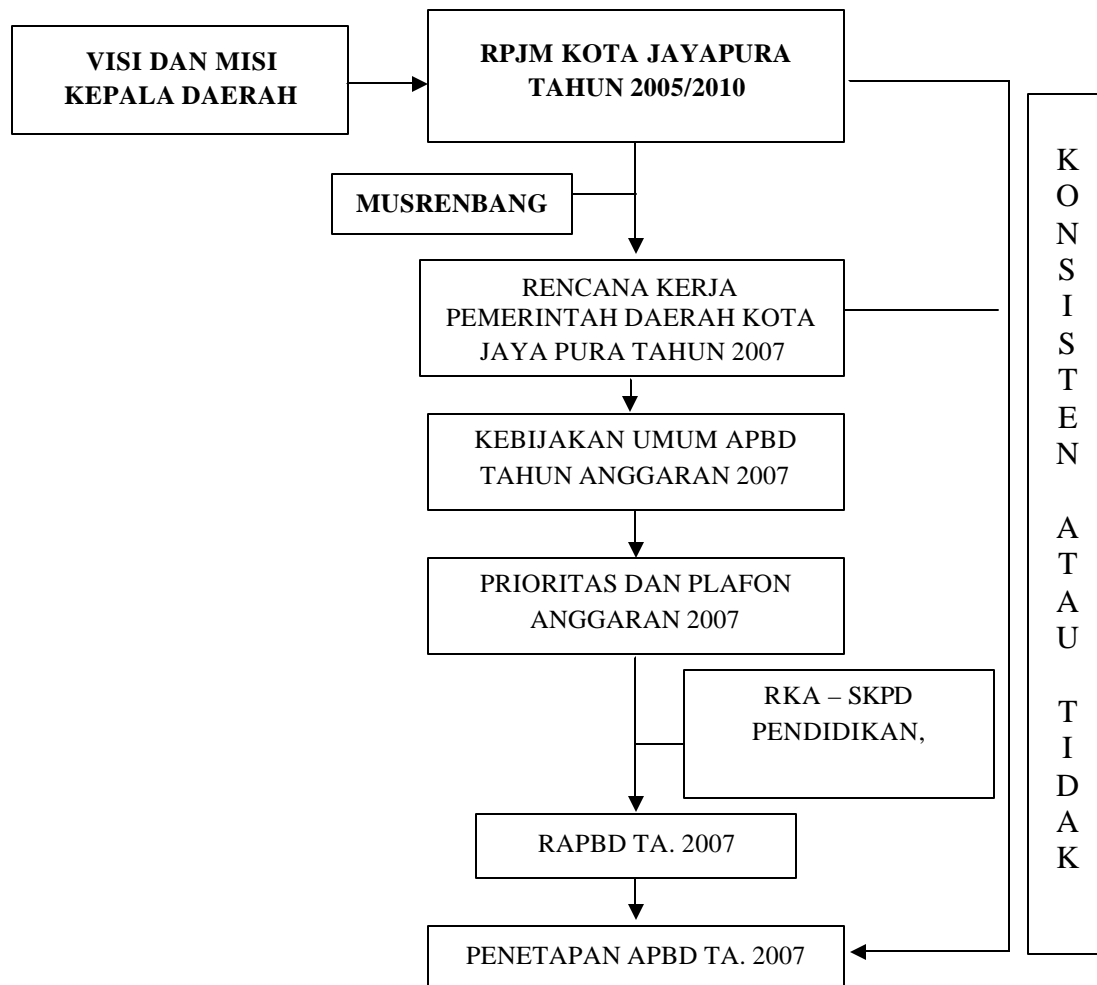 VISI DAN MISI
KEPALA DAERAH
RPJM KOTA JAYAPURA
TAHUN 2005/2010
MUSRENBANG
RENCANA KERJA
PEMERINTAH DAERAH KOTA
JAYA PURA TAHUN 2007
KEBIJAKAN UMUM APBD
TAHUN ANGGARAN 2007
PRIORITAS DAN PLAFON
ANGGARAN 2007
RKA – SKPD
PENDIDIKAN,
RAPBD TA. 2007
PENETAPAN APBD TA. 2007
K
O
N
S
I
S
T
E
N
A
T
A
U
T
I
D
A
K